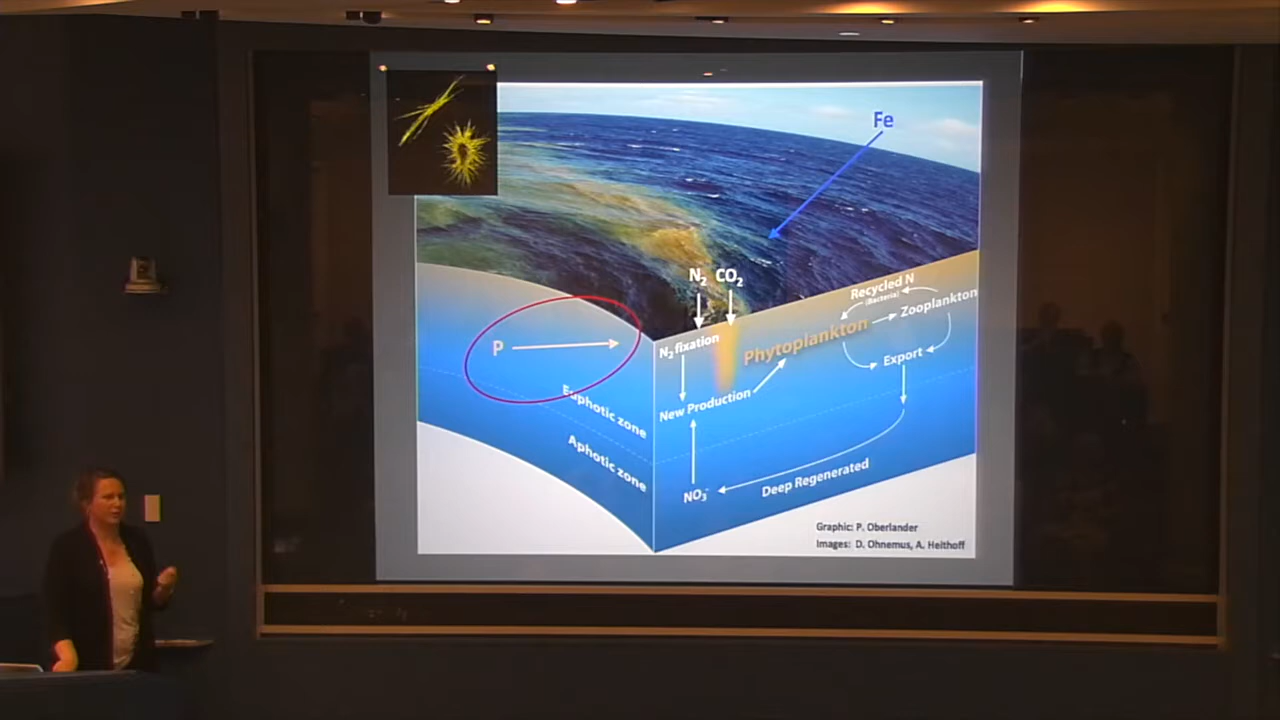 Fe
N₂ CO₂
Recycled N
(Bacteria)
Zooplankton
P
N₂ fixation
Phytoplankton
Export
Euphotic zone
New Production
Aphotic zone
NO₃⁻
Deep Regenerated
Graphic: P. Oberlander
Images: D. Ohnemus, A. Heithoff